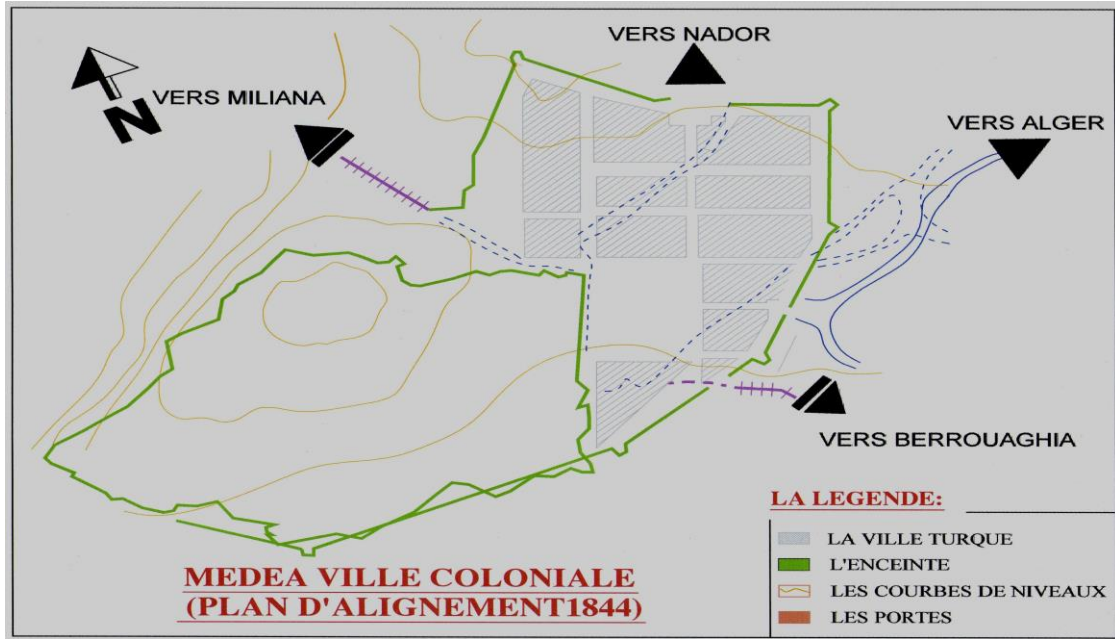 VERS NADOR
VERS MILIANA
N
VERS ALGER
VERS BERROUAGHIA
LA LEGENDE:
LA VILLE TURQUE
L'ENCEINTE
LES COURBES DE NIVEAUX
LES PORTES
MEDEA VILLE COLONIALE
(PLAN D'ALIGNEMENT1844)